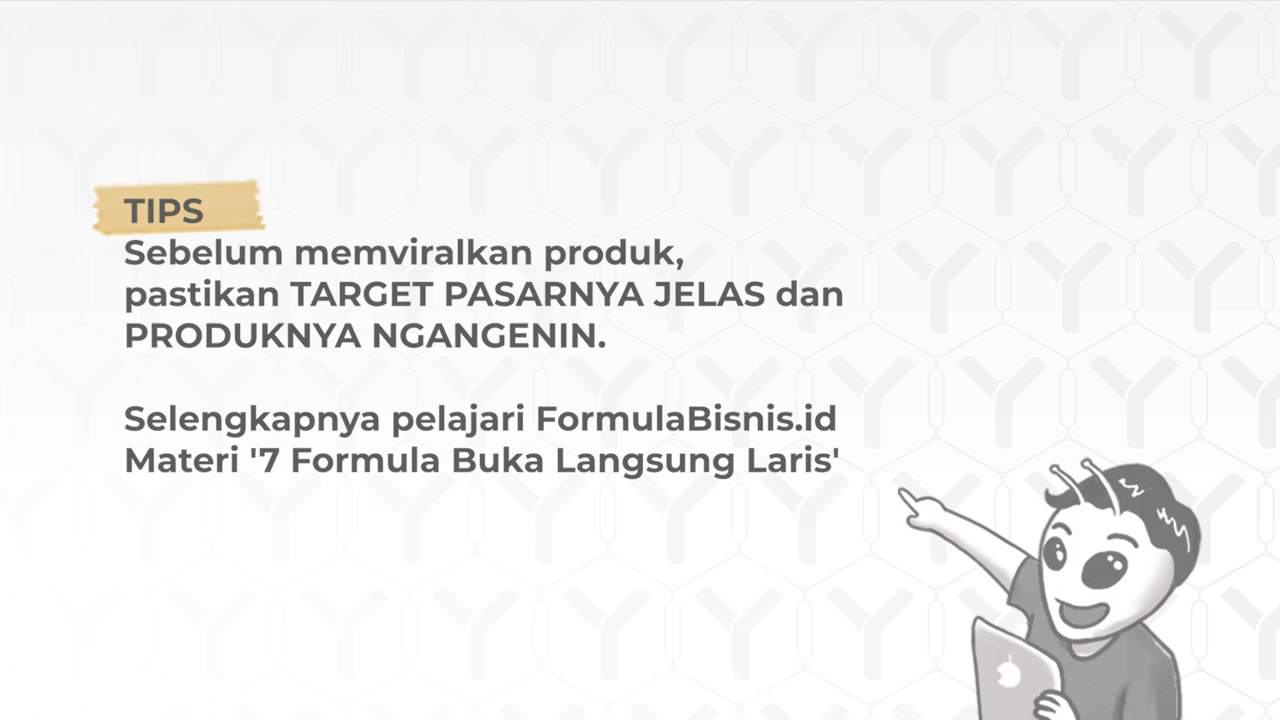 TIPS
Sebelum memviralkan produk,
pastikan TARGET PASARNYA JELAS dan
PRODUKNYA NGANGENIN.
Selengkapnya pelajari FormulaBisnis.id
Materi '7 Formula Buka Langsung Laris'